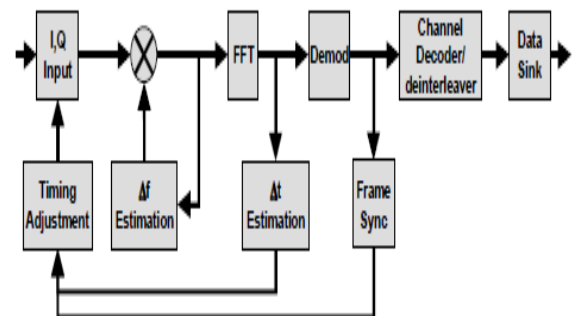 I,Q
Input
FFT
Demod
Channel
Decoder/
deinterleaver
Data
Sink
Timing
Adjustment
Δf
Estimation
Δt
Estimation
Frame
Sync